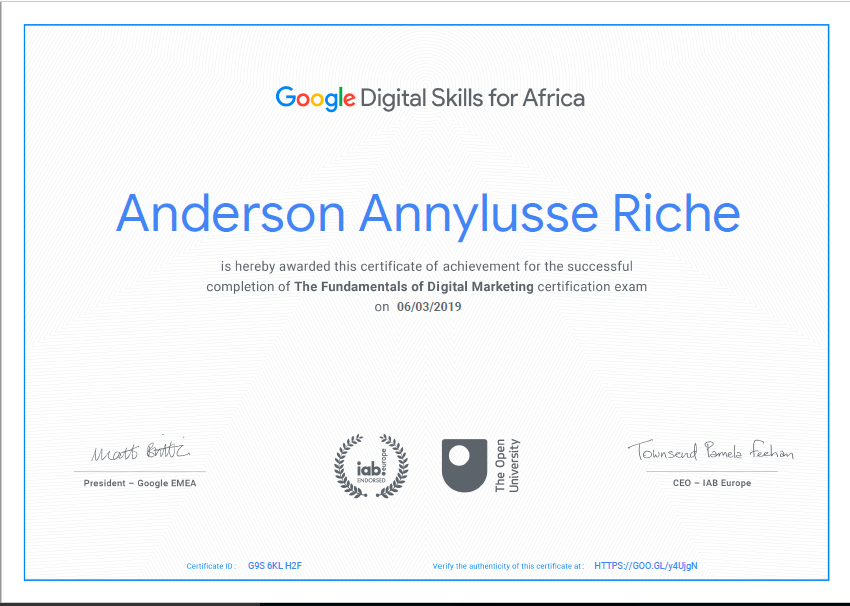 Google Digital Skills for Africa
Anderson Annylusse Riche
is hereby awarded this certificate of achievement for the successful
completion of The Fundamentals of Digital Marketing certification exam
on 06/03/2019
Matt Brittin
Townsend Pamela Feehan
President – Google EMEA
iab: europe
ENDORSED
The Open
University
CEO – IAB Europe
Certificate ID : G9S 6KL H2F
Verify the authenticity of this certificate at : HTTPS://GOO.GL/y4UjgN